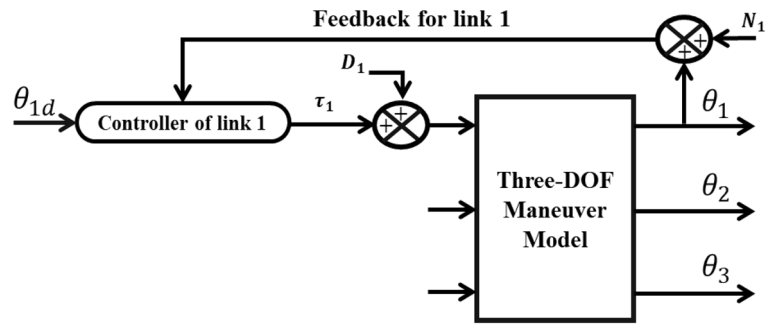 Feedback for link 1
N₁
D₁
θ₁d
Controller of link 1
τ₁
+
+
+
+
θ₁
Three-DOF
Maneuver
Model
θ₂
θ₃